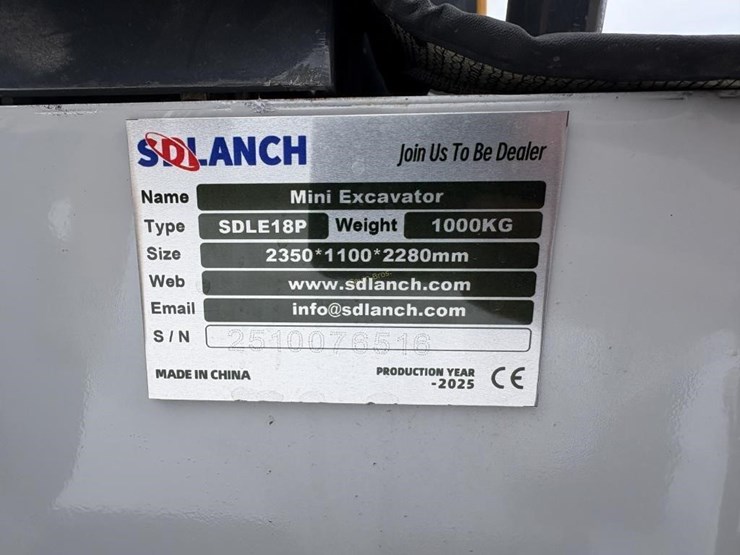 SDLANCH Join Us To Be Dealer
Name Mini Excavator
Type SDLE18P Weight 1000KG
Size 2350*1100*2280mm
Web www.sdlanch.com
Email info@sdlanch.com
S / N 2510076516
MADE IN CHINA PRODUCTION YEAR -2025 CE